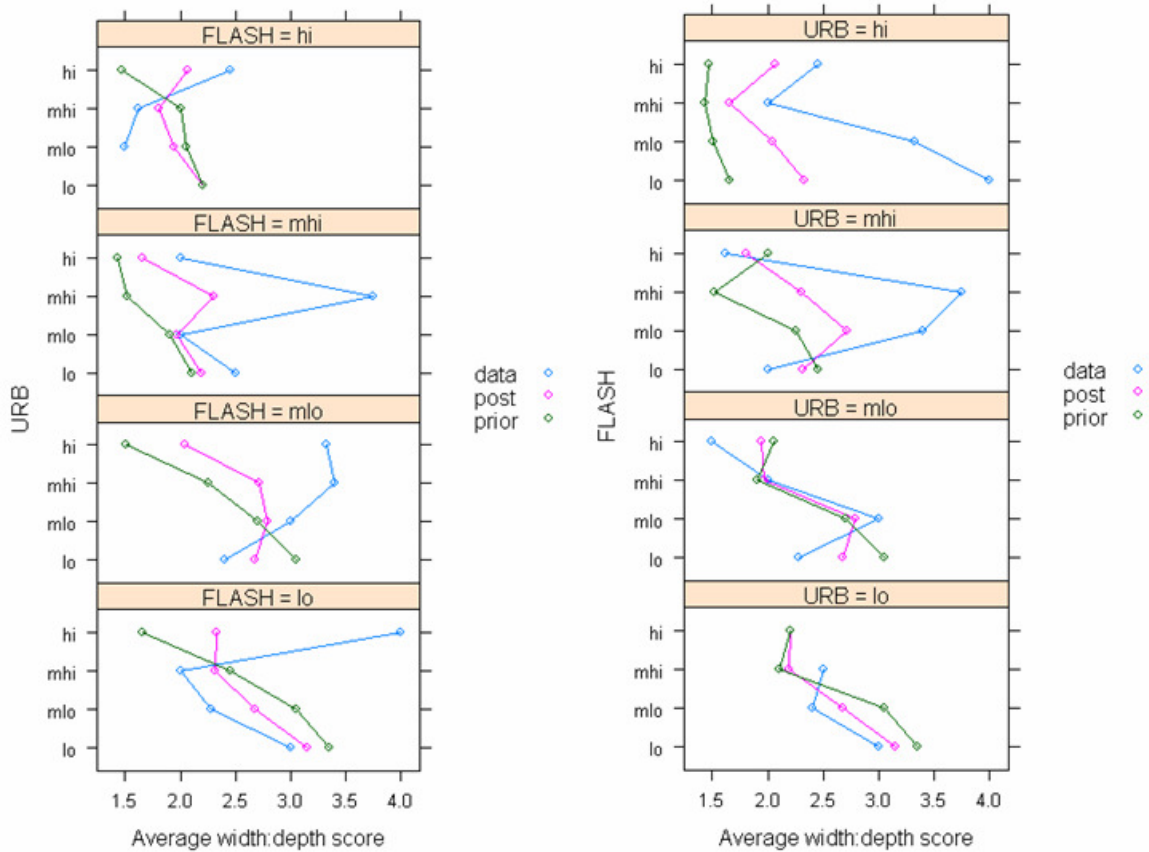 FLASH = hi
hi
mhi
mlo
lo
FLASH = mhi
hi
mhi
mlo
lo
FLASH = mlo
hi
mhi
mlo
lo
FLASH = lo
hi
mhi
mlo
lo
URB
1.5 2.0 2.5 3.0 3.5 4.0
Average width:depth score
data
post
prior
URB = hi
hi
mhi
mlo
lo
URB = mhi
hi
mhi
mlo
lo
URB = mlo
hi
mhi
mlo
lo
URB = lo
hi
mhi
mlo
lo
FLASH
1.5 2.0 2.5 3.0 3.5 4.0
Average width:depth score
data
post
prior